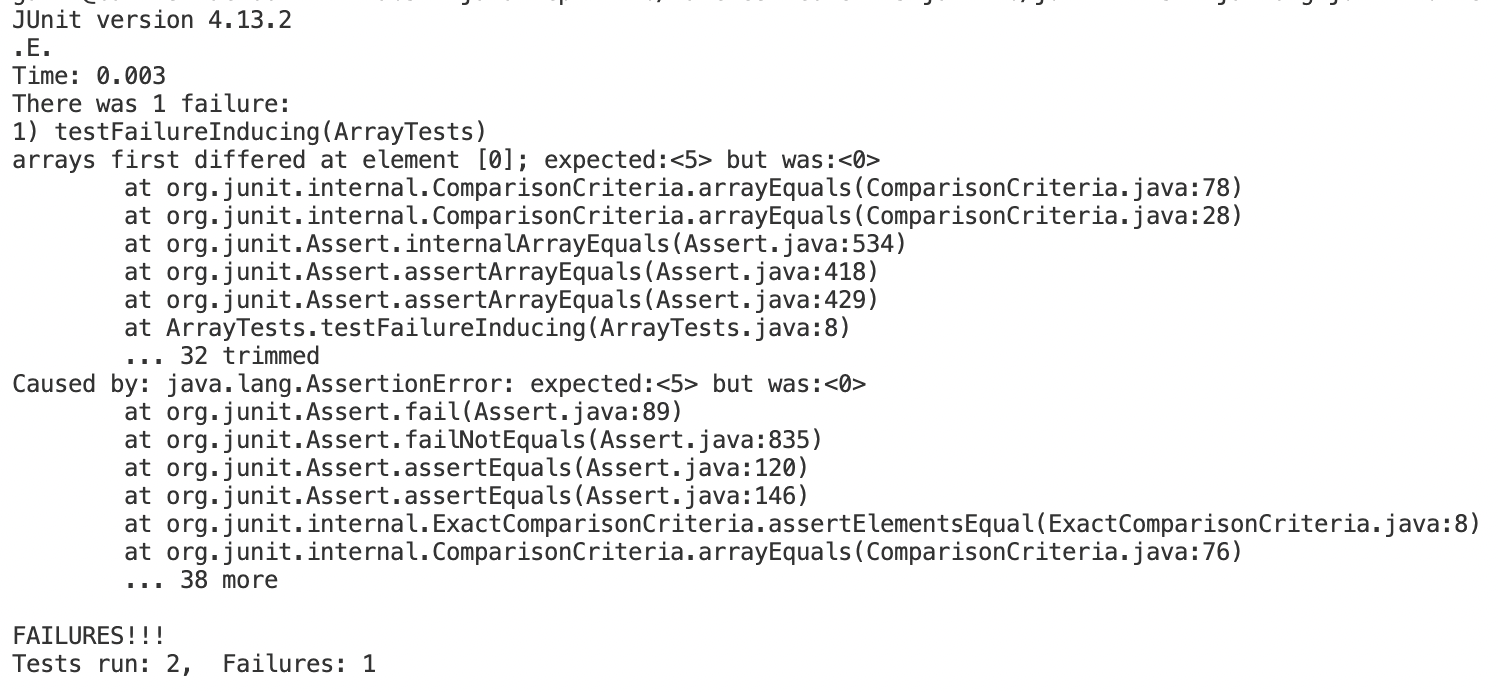 JUnit version 4.13.2
.E.
Time: 0.003
There was 1 failure:
1) testFailureInducing(ArrayTests)
arrays first differed at element [0]; expected:<5> but was:<0>
        at org.junit.internal.ComparisonCriteria.arrayEquals(ComparisonCriteria.java:78)
        at org.junit.internal.ComparisonCriteria.arrayEquals(ComparisonCriteria.java:28)
        at org.junit.Assert.internalArrayEquals(Assert.java:534)
        at org.junit.Assert.assertArrayEquals(Assert.java:418)
        at org.junit.Assert.assertArrayEquals(Assert.java:429)
        at ArrayTests.testFailureInducing(ArrayTests.java:8)
        ... 32 trimmed
Caused by: java.lang.AssertionError: expected:<5> but was:<0>
        at org.junit.Assert.fail(Assert.java:89)
        at org.junit.Assert.failNotEquals(Assert.java:835)
        at org.junit.Assert.assertEquals(Assert.java:120)
        at org.junit.Assert.assertEquals(Assert.java:146)
        at org.junit.internal.ExactComparisonCriteria.assertElementsEqual(ExactComparisonCriteria.java:8)
        at org.junit.internal.ComparisonCriteria.arrayEquals(ComparisonCriteria.java:76)
        ... 38 more

FAILURES!!!
Tests run: 2,  Failures: 1